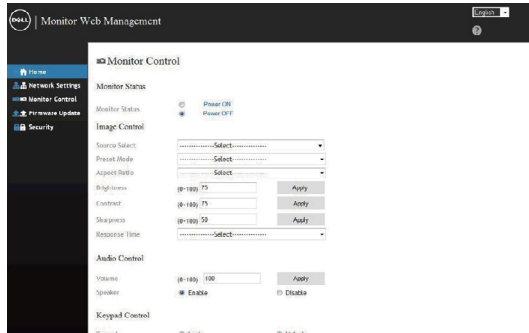 DELL | Monitor Web Management
English
?
Home
Network Settings
Monitor Control
Firmware Update
Security
Monitor Control
Monitor Status
Monitor Status Power ON
Power OFF
Image Control
Source Select ---------------Select---------------
Preset Mode ---------------Select---------------
Aspect Ratio ---------------Select---------------
Brightness (0~100) 75 Apply
Contrast (0~100) 75 Apply
Sharpness (0~100) 50 Apply
Response Time ---------------Select---------------
Audio Control
Volume (0~100) 100 Apply
Speaker Enable Disable
Keypad Control